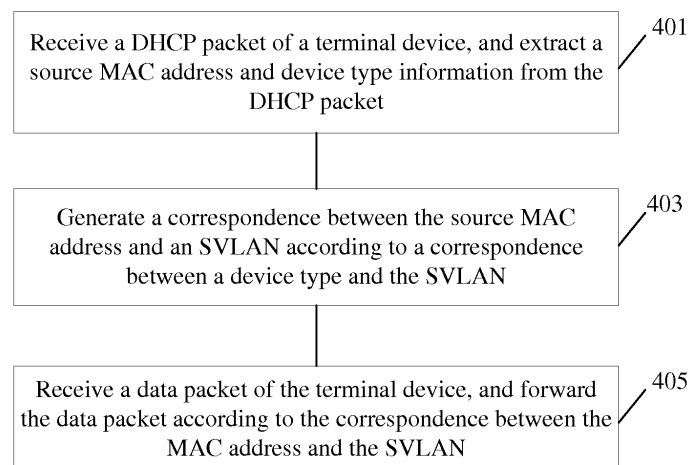 Receive a DHCP packet of a terminal device, and extract a
source MAC address and device type information from the
DHCP packet
401
Generate a correspondence between the source MAC
address and an SVLAN according to a correspondence
between a device type and the SVLAN
403
Receive a data packet of the terminal device, and forward
the data packet according to the correspondence between the
MAC address and the SVLAN
405